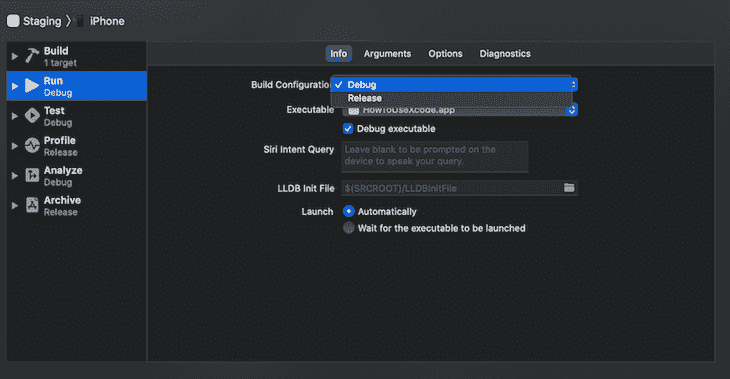 Staging
iPhone
Build
1 target
Run
Debug
Test
Debug
Profile
Release
Analyze
Debug
Archive
Release
Info
Arguments
Options
Diagnostics
Build Configuration
Debug
Release
Executable
HowToUseXcode.app
Debug executable
Siri Intent Query
Leave blank to be prompted on the
device to speak your query.
LLDB Init File
$(SRCROOT)/LLDBInitFile
Launch
Automatically
Wait for the executable to be launched